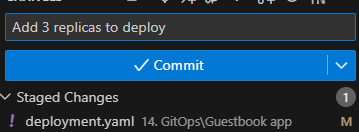 Add 3 replicas to deploy
Commit
Staged Changes 1
! deployment.yaml 14. GitOps\Guestbook app M